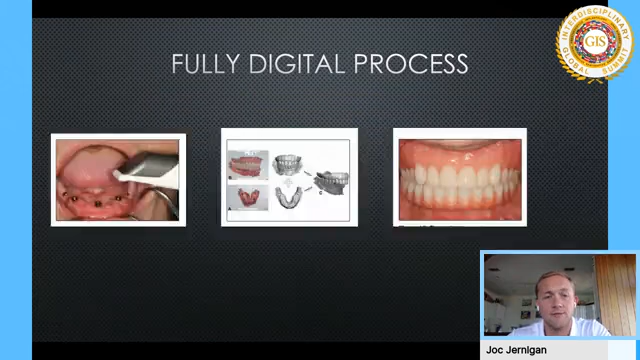 FULLY DIGITAL PROCESS
INTERDISCIPLINARY
GIS
GLOBAL SUMMIT
Joc Jernigan